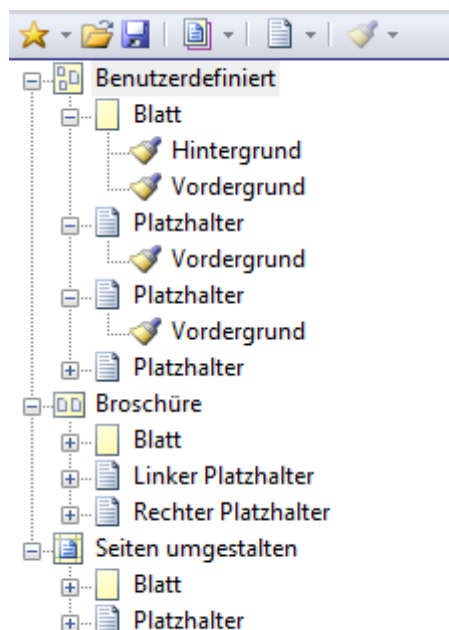 Benutzerdefiniert
Blatt
Hintergrund
Vordergrund
Platzhalter
Vordergrund
Platzhalter
Vordergrund
Platzhalter
Broschüre
Blatt
Linker Platzhalter
Rechter Platzhalter
Seiten umgestalten
Blatt
Platzhalter